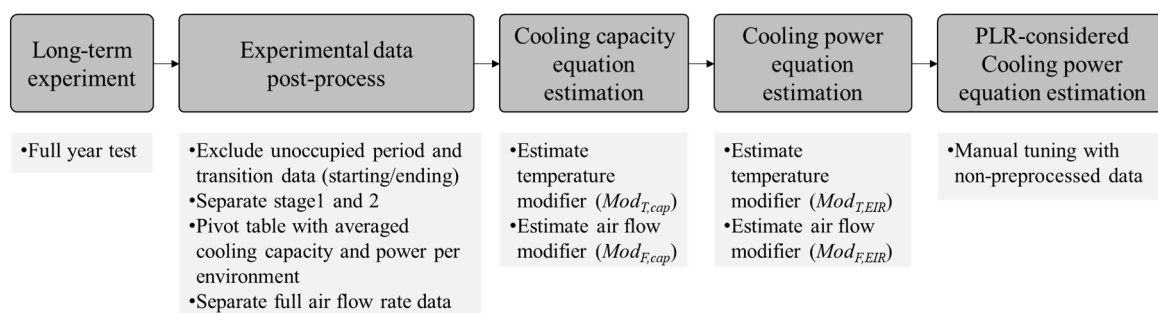 Long-term
experiment
Experimental data
post-process
Cooling capacity
equation
estimation
Cooling power
equation
estimation
PLR-considered
Cooling power
equation estimation
•Full year test
•Exclude unoccupied period and
transition data (starting/ending)
•Separate stage1 and 2
•Pivot table with averaged
cooling capacity and power per
environment
•Separate full air flow rate data
•Estimate
temperature
modifier (Mod_{T,cap})
•Estimate air flow
modifier (Mod_{F,cap})
•Estimate
temperature
modifier (Mod_{T,EIR})
•Estimate air flow
modifier (Mod_{F,EIR})
•Manual tuning with
non-preprocessed data